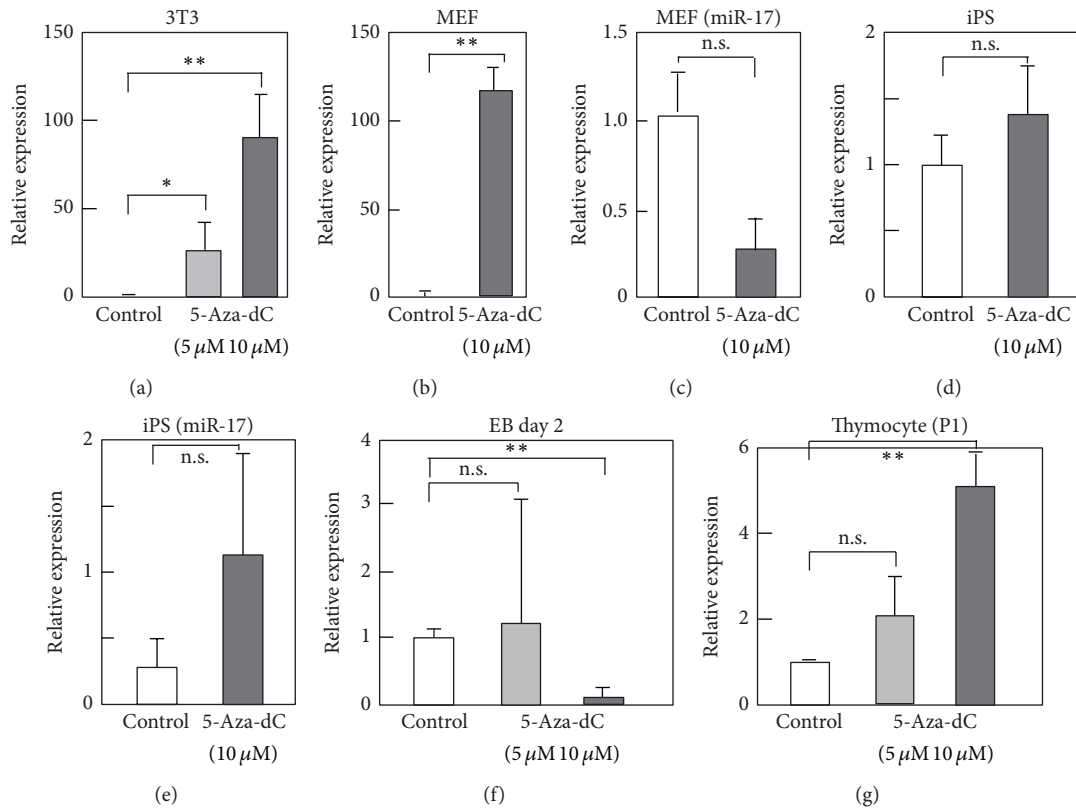 3T3
150
100
50
0
Relative expression
**
*
Control 5-Aza-dC
(5 μM 10 μM)
(a)
MEF
150
100
50
0
Relative expression
**
Control 5-Aza-dC
(10 μM)
(b)
MEF (miR-17)
1.5
1.0
0.5
0
Relative expression
n.s.
Control 5-Aza-dC
(10 μM)
(c)
iPS
2
1
0
Relative expression
n.s.
Control 5-Aza-dC
(10 μM)
(d)
iPS (miR-17)
2
1
0
Relative expression
n.s.
Control 5-Aza-dC
(10 μM)
(e)
EB day 2
4
3
2
1
0
Relative expression
**
n.s.
Control 5-Aza-dC
(5 μM 10 μM)
(f)
Thymocyte (P1)
6
4
2
0
Relative expression
**
n.s.
Control 5-Aza-dC
(5 μM 10 μM)
(g)